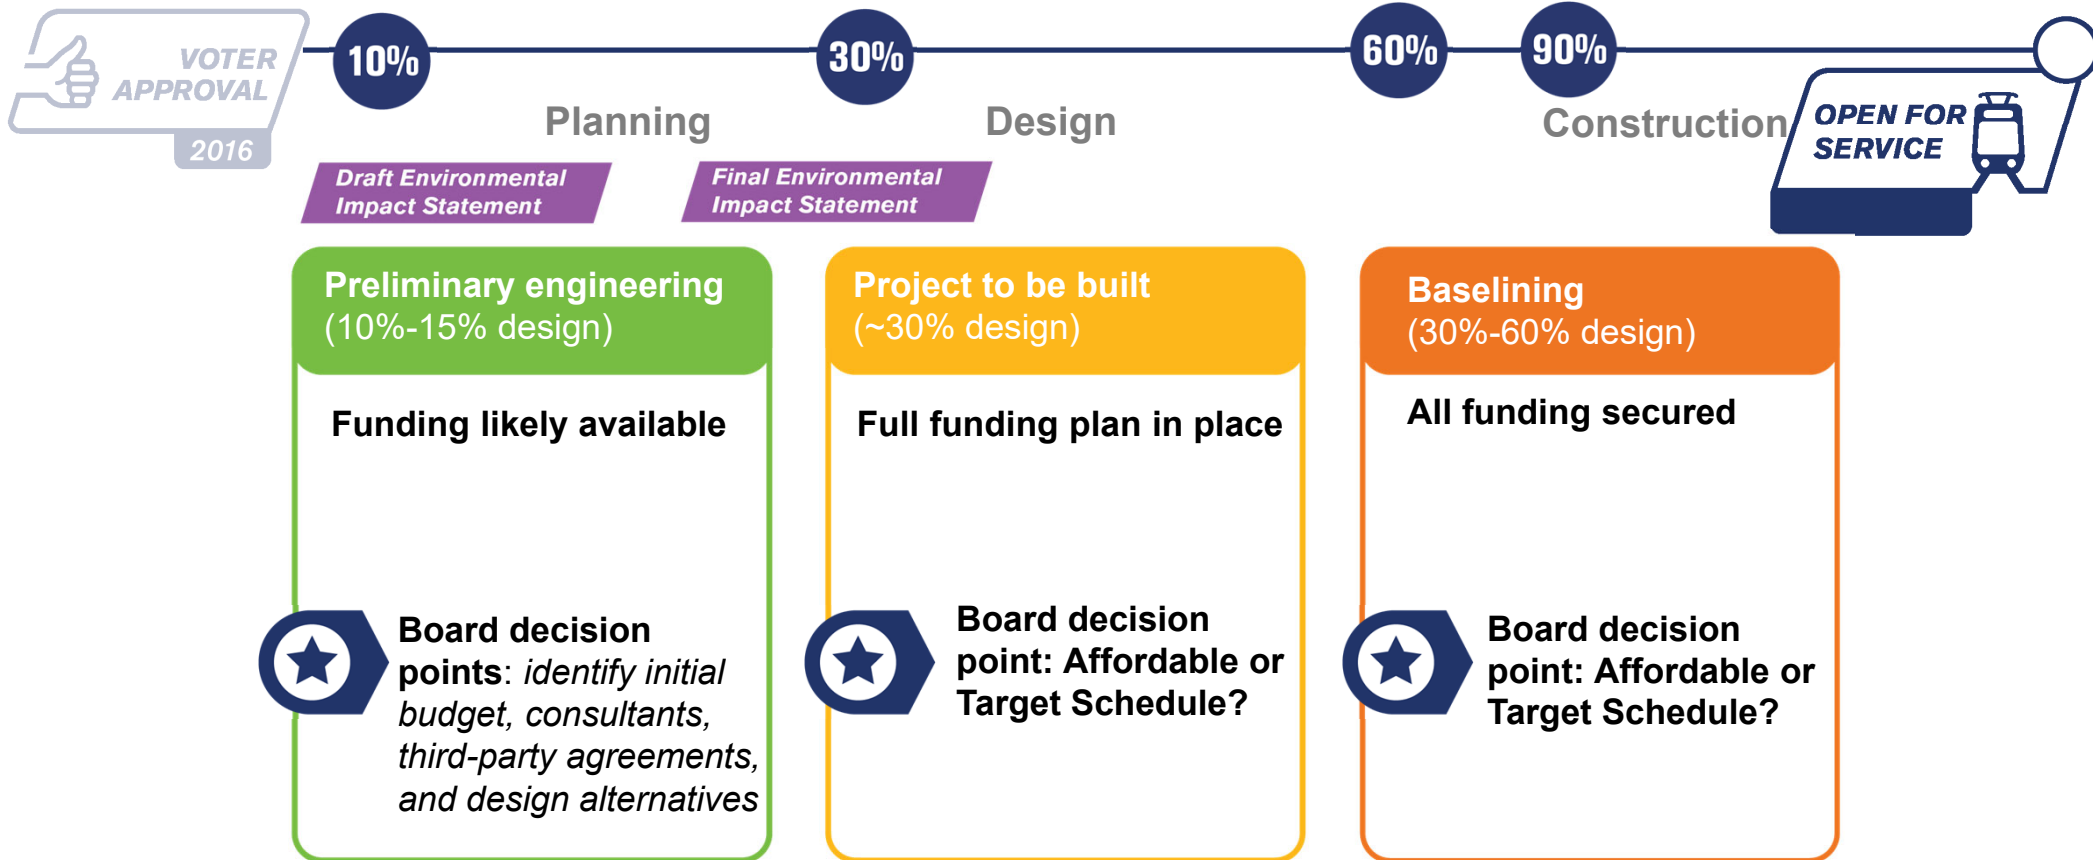 VOTER
APPROVAL
2016
10%
30%
60%
90%
Planning
Design
Construction
OPEN FOR
SERVICE
Draft Environmental
Impact Statement
Final Environmental
Impact Statement
Preliminary engineering
(10%-15% design)
Funding likely available
Board decision
points: identify initial
budget, consultants,
third-party agreements,
and design alternatives
Project to be built
(~30% design)
Full funding plan in place
Board decision
point: Affordable or
Target Schedule?
Baselining
(30%-60% design)
All funding secured
Board decision
point: Affordable or
Target Schedule?